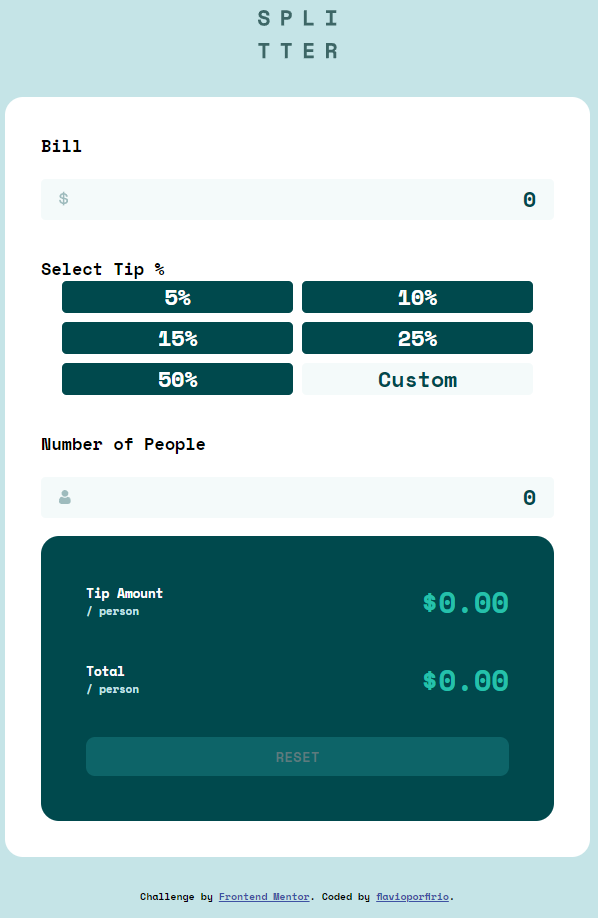 SPLI
TTER
Bill
$ 0
Select Tip %
5% 10%
15% 25%
50% Custom
Number of People
0
Tip Amount $0.00
/ person
Total $0.00
/ person
RESET
Challenge by Frontend Mentor. Coded by flavioporfirio.